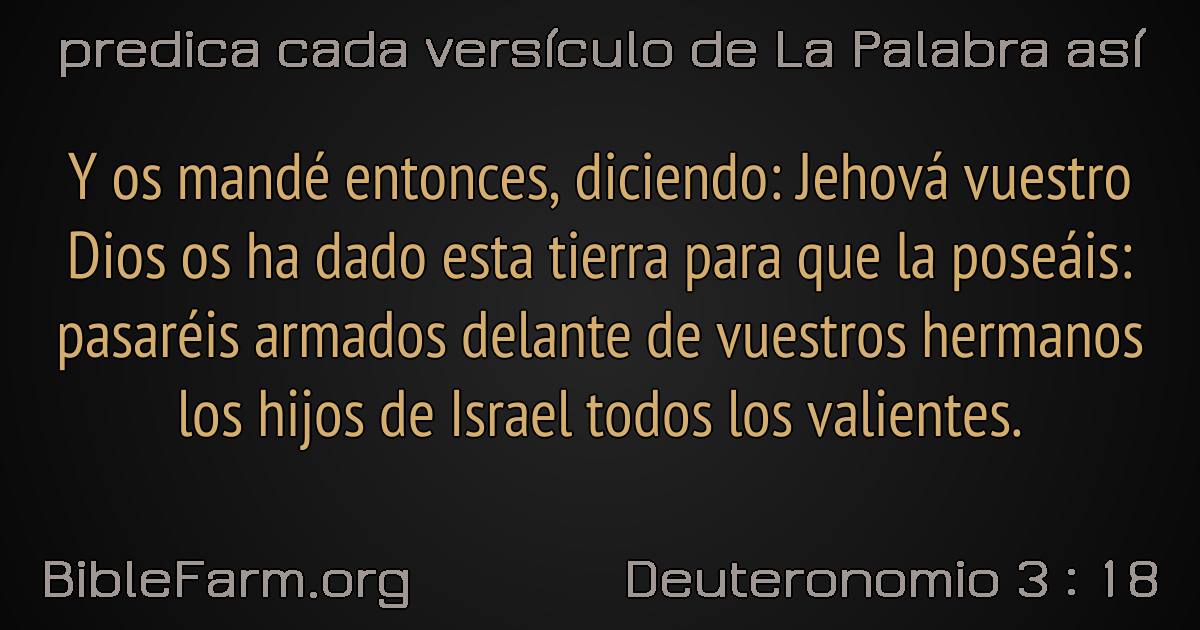 predica cada versículo de La Palabra así
Y os mandé entonces, diciendo: Jehová vuestro
Dios os ha dado esta tierra para que la poseáis:
pasaréis armados delante de vuestros hermanos
los hijos de Israel todos los valientes.
BibleFarm.org
Deuteronomio 3 : 18